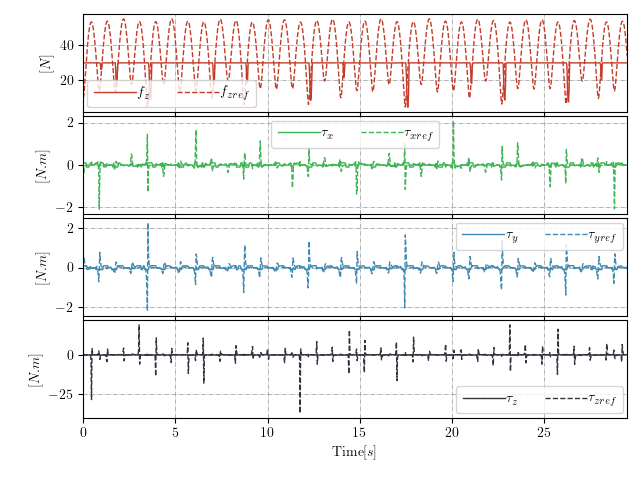 [N]
40
20
f_z f_zref
[N.m]
2
0
−2
τ_x τ_xref
[N.m]
2
0
−2
τ_y τ_yref
[N.m]
0
−25
τ_z τ_zref
0 5 10 15 20 25
Time[s]